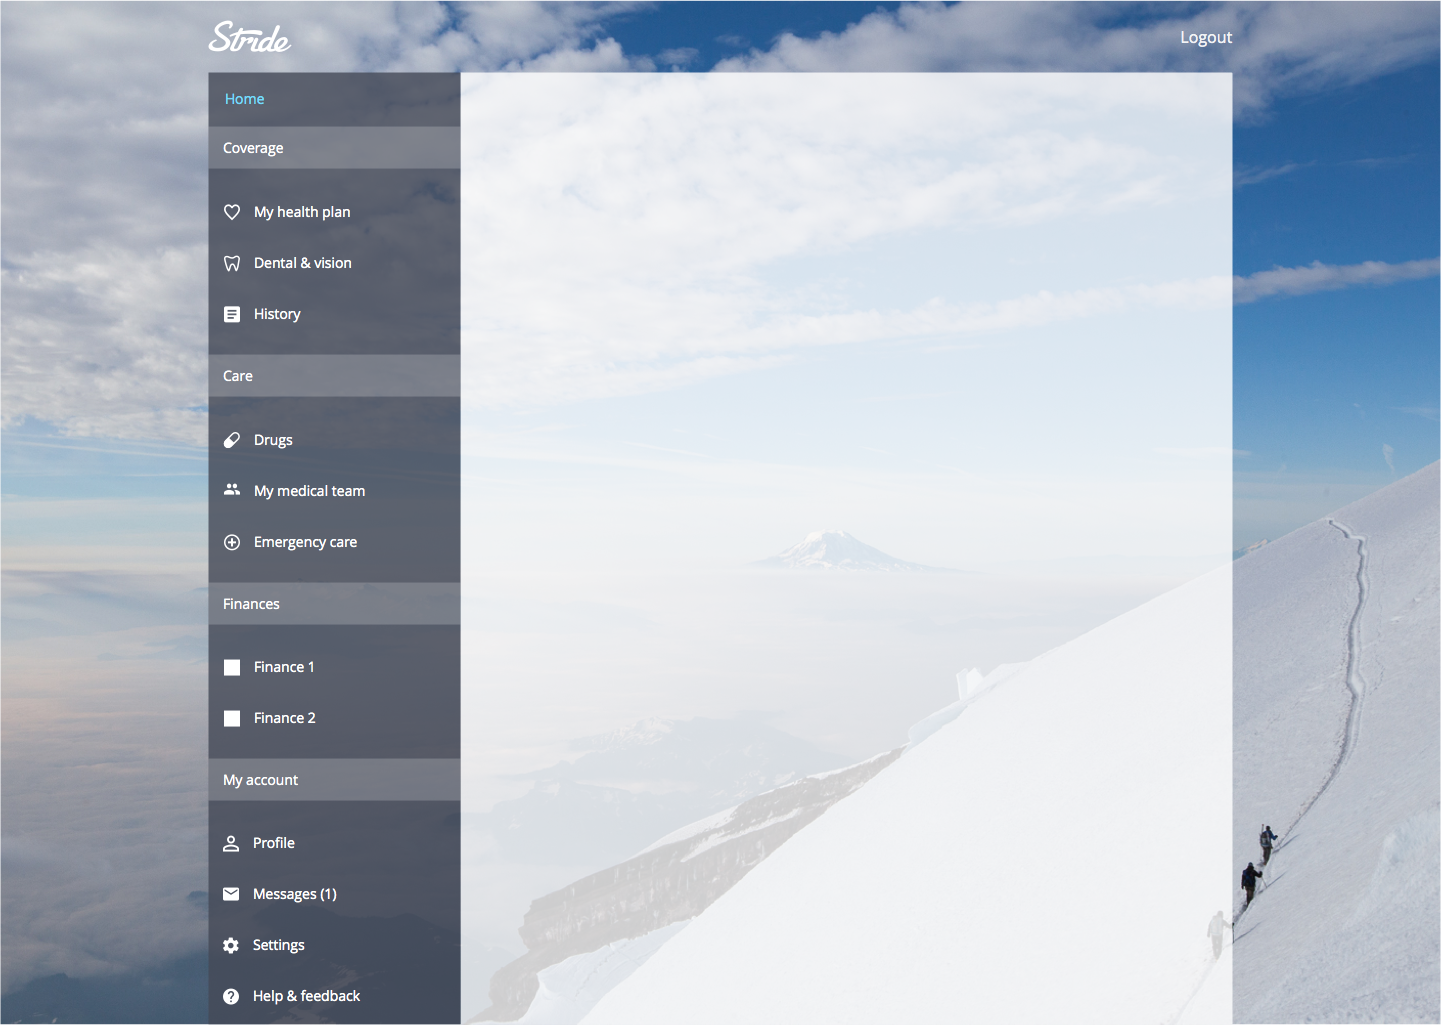 Stride
Logout
Home
Coverage
My health plan
Dental & vision
History
Care
Drugs
My medical team
Emergency care
Finances
Finance 1
Finance 2
My account
Profile
Messages (1)
Settings
Help & feedback